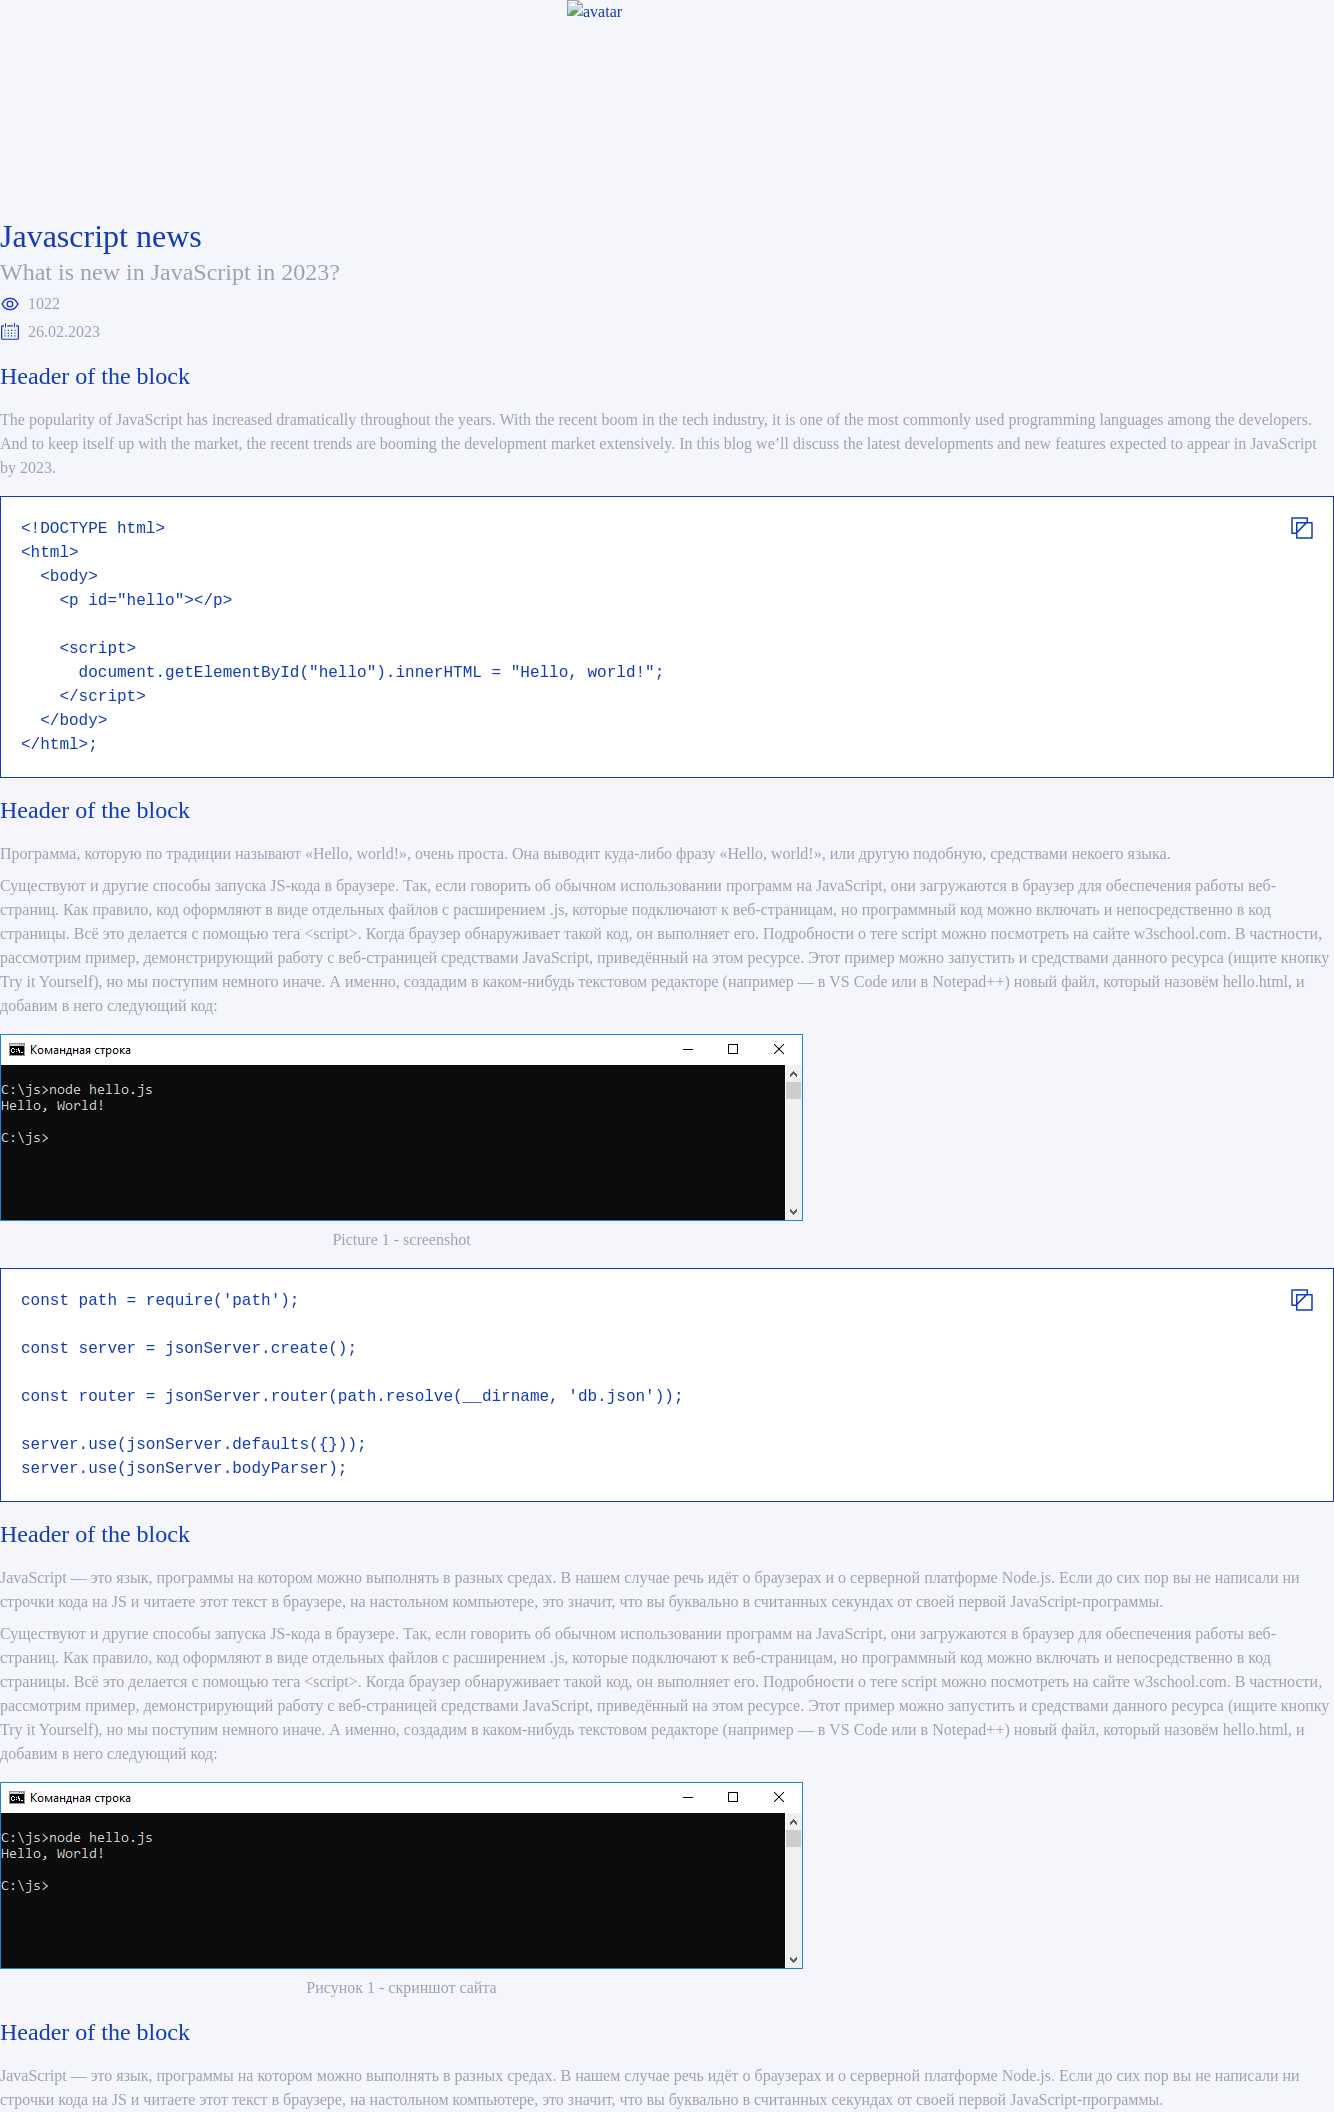 avatar
Javascript news
What is new in JavaScript in 2023?
1022
26.02.2023
Header of the block
The popularity of JavaScript has increased dramatically throughout the years. With the recent boom in the tech industry, it is one of the most commonly used programming languages among the developers.
And to keep itself up with the market, the recent trends are booming the development market extensively. In this blog we’ll discuss the latest developments and new features expected to appear in JavaScript
by 2023.
<!DOCTYPE html>
<html>
  <body>
    <p id="hello"></p>

    <script>
      document.getElementById("hello").innerHTML = "Hello, world!";
    </script>
  </body>
</html>;
Header of the block
Программа, которую по традиции называют «Hello, world!», очень проста. Она выводит куда-либо фразу «Hello, world!», или другую подобную, средствами некоего языка.
Существуют и другие способы запуска JS-кода в браузере. Так, если говорить об обычном использовании программ на JavaScript, они загружаются в браузер для обеспечения работы веб-
страниц. Как правило, код оформляют в виде отдельных файлов с расширением .js, которые подключают к веб-страницам, но программный код можно включать и непосредственно в код
страницы. Всё это делается с помощью тега <script>. Когда браузер обнаруживает такой код, он выполняет его. Подробности о теге script можно посмотреть на сайте w3school.com. В частности,
рассмотрим пример, демонстрирующий работу с веб-страницей средствами JavaScript, приведённый на этом ресурсе. Этот пример можно запустить и средствами данного ресурса (ищите кнопку
Try it Yourself), но мы поступим немного иначе. А именно, создадим в каком-нибудь текстовом редакторе (например — в VS Code или в Notepad++) новый файл, который назовём hello.html, и
добавим в него следующий код:
Командная строка
C:\js>node hello.js
Hello, World!
C:\js>
Picture 1 - screenshot
const path = require('path');

const server = jsonServer.create();

const router = jsonServer.router(path.resolve(__dirname, 'db.json'));

server.use(jsonServer.defaults({}));
server.use(jsonServer.bodyParser);
Header of the block
JavaScript — это язык, программы на котором можно выполнять в разных средах. В нашем случае речь идёт о браузерах и о серверной платформе Node.js. Если до сих пор вы не написали ни
строчки кода на JS и читаете этот текст в браузере, на настольном компьютере, это значит, что вы буквально в считанных секундах от своей первой JavaScript-программы.
Существуют и другие способы запуска JS-кода в браузере. Так, если говорить об обычном использовании программ на JavaScript, они загружаются в браузер для обеспечения работы веб-
страниц. Как правило, код оформляют в виде отдельных файлов с расширением .js, которые подключают к веб-страницам, но программный код можно включать и непосредственно в код
страницы. Всё это делается с помощью тега <script>. Когда браузер обнаруживает такой код, он выполняет его. Подробности о теге script можно посмотреть на сайте w3school.com. В частности,
рассмотрим пример, демонстрирующий работу с веб-страницей средствами JavaScript, приведённый на этом ресурсе. Этот пример можно запустить и средствами данного ресурса (ищите кнопку
Try it Yourself), но мы поступим немного иначе. А именно, создадим в каком-нибудь текстовом редакторе (например — в VS Code или в Notepad++) новый файл, который назовём hello.html, и
добавим в него следующий код:
Командная строка
C:\js>node hello.js
Hello, World!
C:\js>
Рисунок 1 - скриншот сайта
Header of the block
JavaScript — это язык, программы на котором можно выполнять в разных средах. В нашем случае речь идёт о браузерах и о серверной платформе Node.js. Если до сих пор вы не написали ни
строчки кода на JS и читаете этот текст в браузере, на настольном компьютере, это значит, что вы буквально в считанных секундах от своей первой JavaScript-программы.